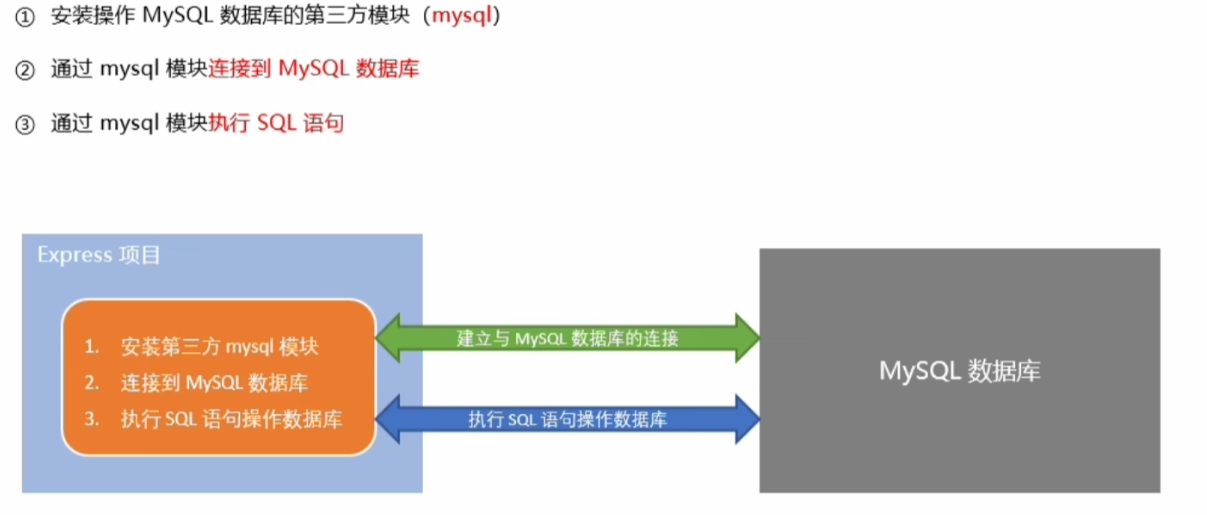 ① 安装操作 MySQL 数据库的第三方模块（mysql）
② 通过 mysql 模块连接到 MySQL 数据库
③ 通过 mysql 模块执行 SQL 语句
Express 项目
1. 安装第三方 mysql 模块
2. 连接到 MySQL 数据库
3. 执行 SQL 语句操作数据库
建立与 MySQL 数据库的连接
执行 SQL 语句操作数据库
MySQL 数据库